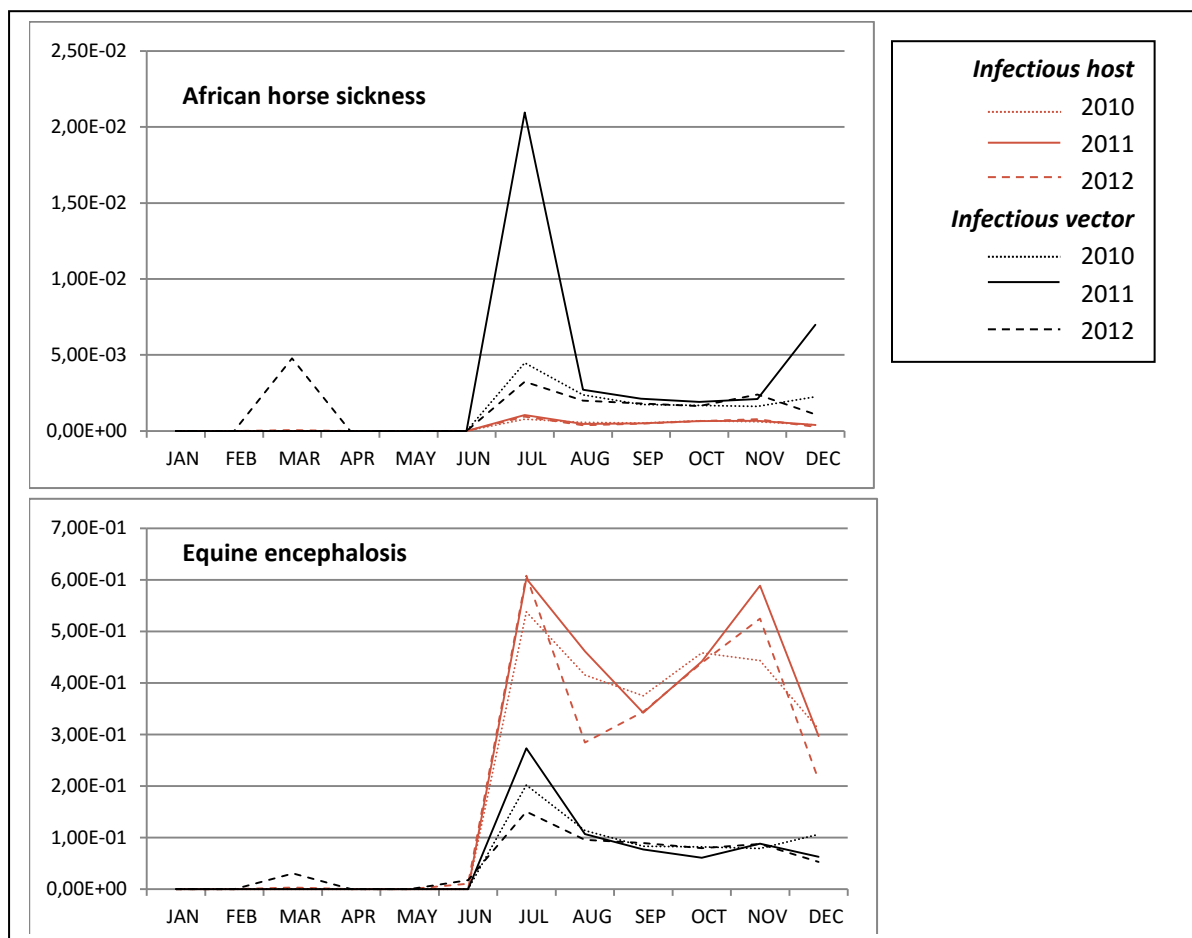 African horse sickness
2,50E-02
2,00E-02
1,50E-02
1,00E-02
5,00E-03
0,00E+00
JAN FEB MAR APR MAY JUN JUL AUG SEP OCT NOV DEC
Infectious host
2010
2011
2012
Infectious vector
2010
2011
2012
Equine encephalosis
7,00E-01
6,00E-01
5,00E-01
4,00E-01
3,00E-01
2,00E-01
1,00E-01
0,00E+00
JAN FEB MAR APR MAY JUN JUL AUG SEP OCT NOV DEC